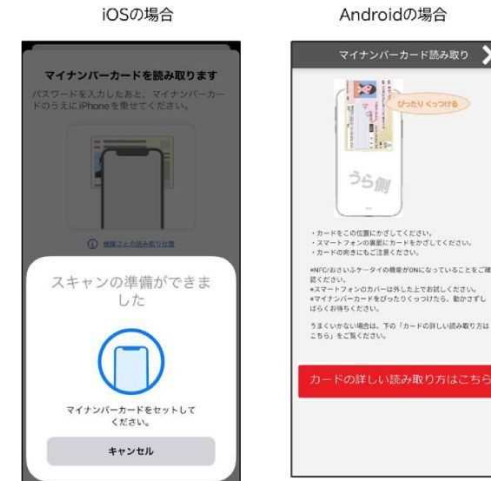 iOSの場合
Androidの場合
マイナンバーカードを読み取ります
パスワードを入力したあと、マイナンバーカー
ドのうえにiPhoneを乗せてください。
機種ごとの読み取り位置
スキャンの準備ができま
した
マイナンバーカードをセットして
ください。
キャンセル
マイナンバーカード読み取り
ぴったりくっつける
うら側
・カードをこの位置にかざしてください。
・スマートフォンの裏面にカードをかざしてください。
・カードの向きにもご注意ください。
※NFC/おさいふケータイの機能がONになっていることをご確
認ください。
※スマートフォンのカバーは外した上でお試しください。
※マイナンバーカードをぴったりくっつけたら、動かさずし
ばらくお待ちください。
うまくいかない場合は、下の「カードの詳しい読み取り方は
こちら」をご覧ください。
カードの詳しい読み取り方はこちら